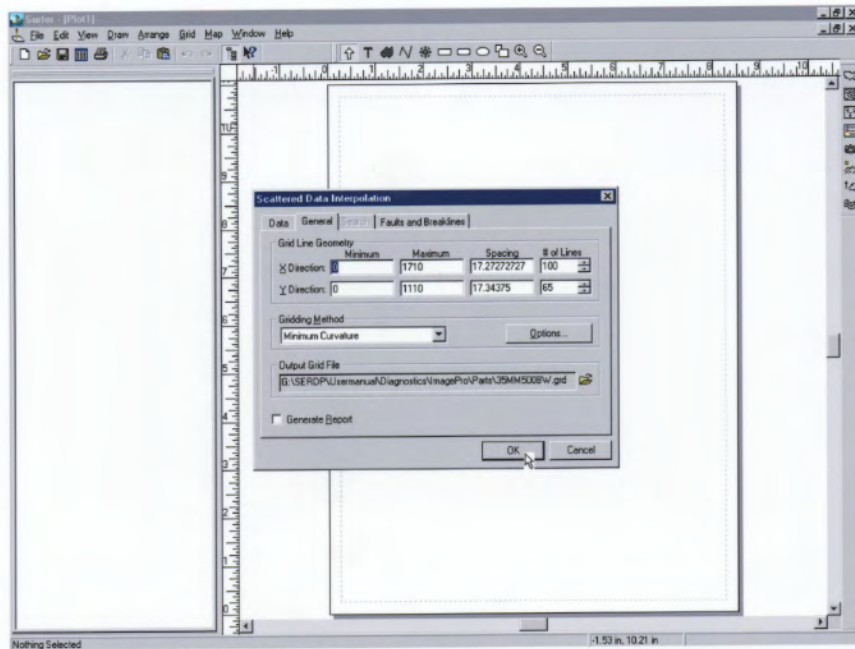 Surfer - [Plot1]
File Edit View Draw Arrange Grid Map Window Help
Scattered Data Interpolation
Data General Search Faults and Breaklines
Grid Line Geometry
Minimum Maximum Spacing # of Lines
X Direction: 0 1710 17.27272727 100
Y Direction: 0 1110 17.34375 65
Gridding Method
Minimum Curvature Options...
Output Grid File
G:\SERDP\Usermanual\Diagnostics\ImagePro\Parts\35MM500BW.grd
Generate Report
OK Cancel
Nothing Selected -1.53 in, 10.21 in